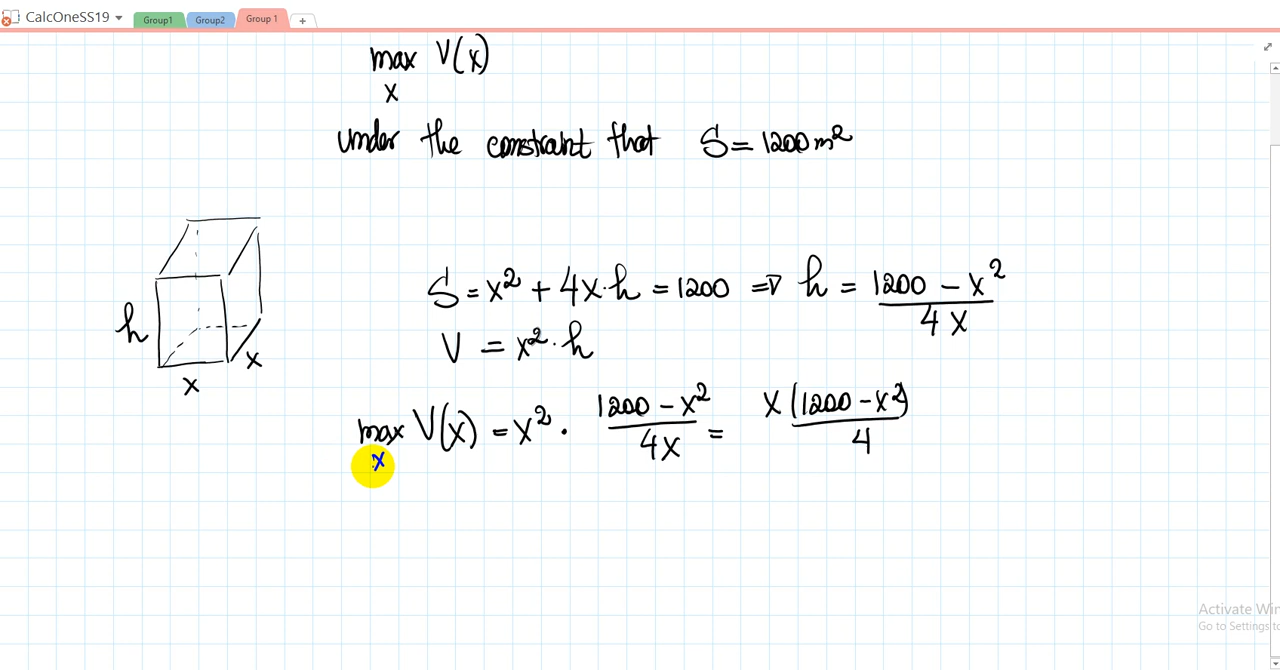 CalcOneSS19 Group1 Group2 Group 1 +
max V(x)
x
under the constraint that S = 1200 m²
S = x² + 4x·h = 1200 ⇒ h = (1200 - x²)/(4x)
V = x²·h
h
x
x
max V(x) = x² · (1200 - x²)/(4x) = x(1200 - x²)/4
x
Activate Win
Go to Settings t